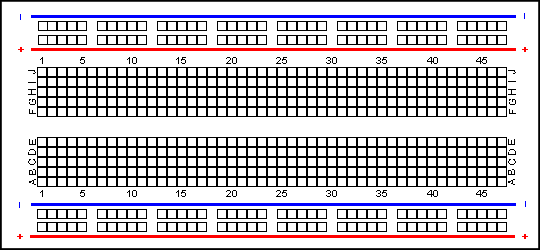 - -
+ +
1 5 10 15 20 25 30 35 40 45
J J
I I
H H
G G
F F
E E
D D
C C
B B
A A
1 5 10 15 20 25 30 35 40 45
- -
+ +